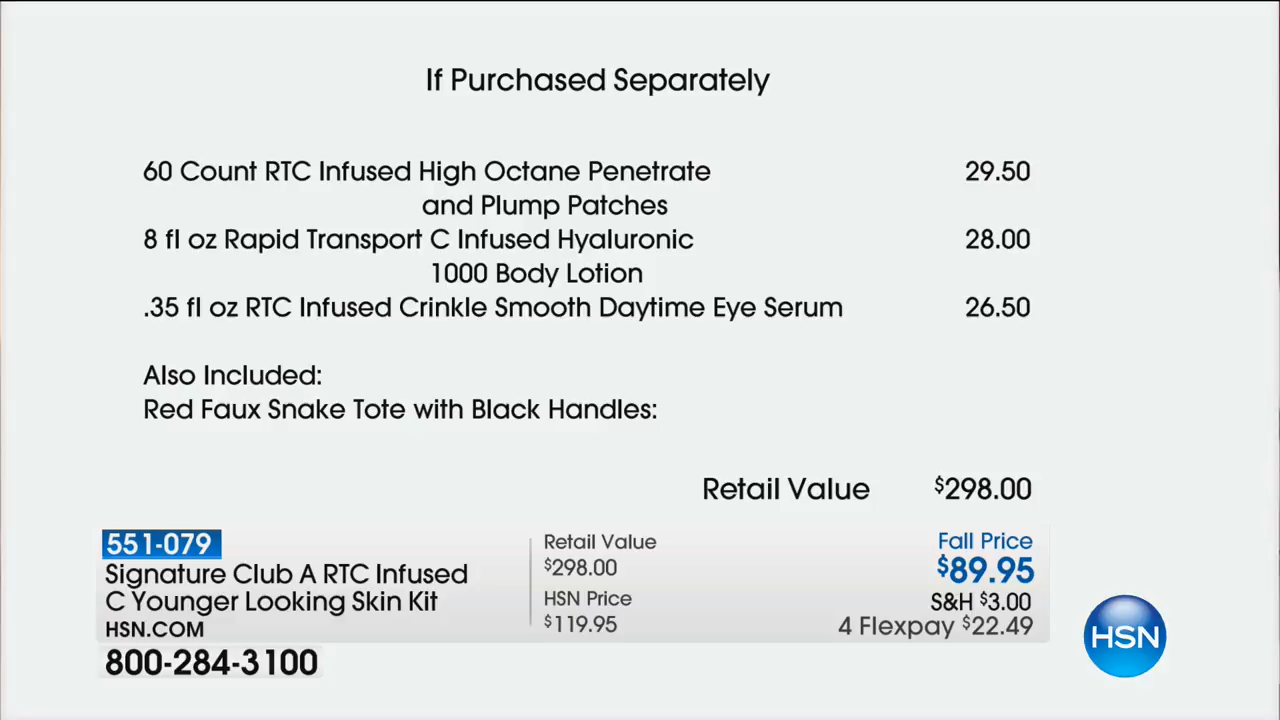 If Purchased Separately
60 Count RTC Infused High Octane Penetrate 29.50
and Plump Patches
8 fl oz Rapid Transport C Infused Hyaluronic 28.00
1000 Body Lotion
.35 fl oz RTC Infused Crinkle Smooth Daytime Eye Serum 26.50
Also Included:
Red Faux Snake Tote with Black Handles:
Retail Value $298.00
551-079
Signature Club A RTC Infused
C Younger Looking Skin Kit
HSN.COM
800-284-3100
Retail Value
$298.00
HSN Price
$119.95
Fall Price
$89.95
S&H $3.00
4 Flexpay $22.49
HSN